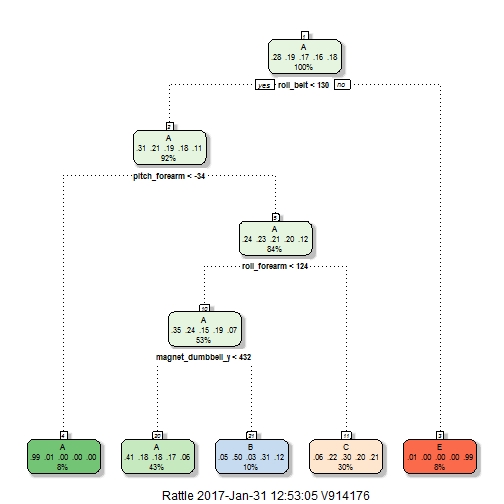 1
A
.28 .19 .17 .16 .18
100%
yes roll_belt < 130 no
2
A
.31 .21 .19 .18 .11
92%
pitch_forearm < -34
5
A
.24 .23 .21 .20 .12
84%
roll_forearm < 124
10
A
.35 .24 .15 .19 .07
53%
magnet_dumbbell_y < 432
4
A
.99 .01 .00 .00 .00
8%
20
A
.41 .18 .18 .17 .06
43%
21
B
.05 .50 .03 .31 .12
10%
11
C
.06 .22 .30 .20 .21
30%
3
E
.01 .00 .00 .00 .99
8%
Rattle 2017-Jan-31 12:53:05 V914176